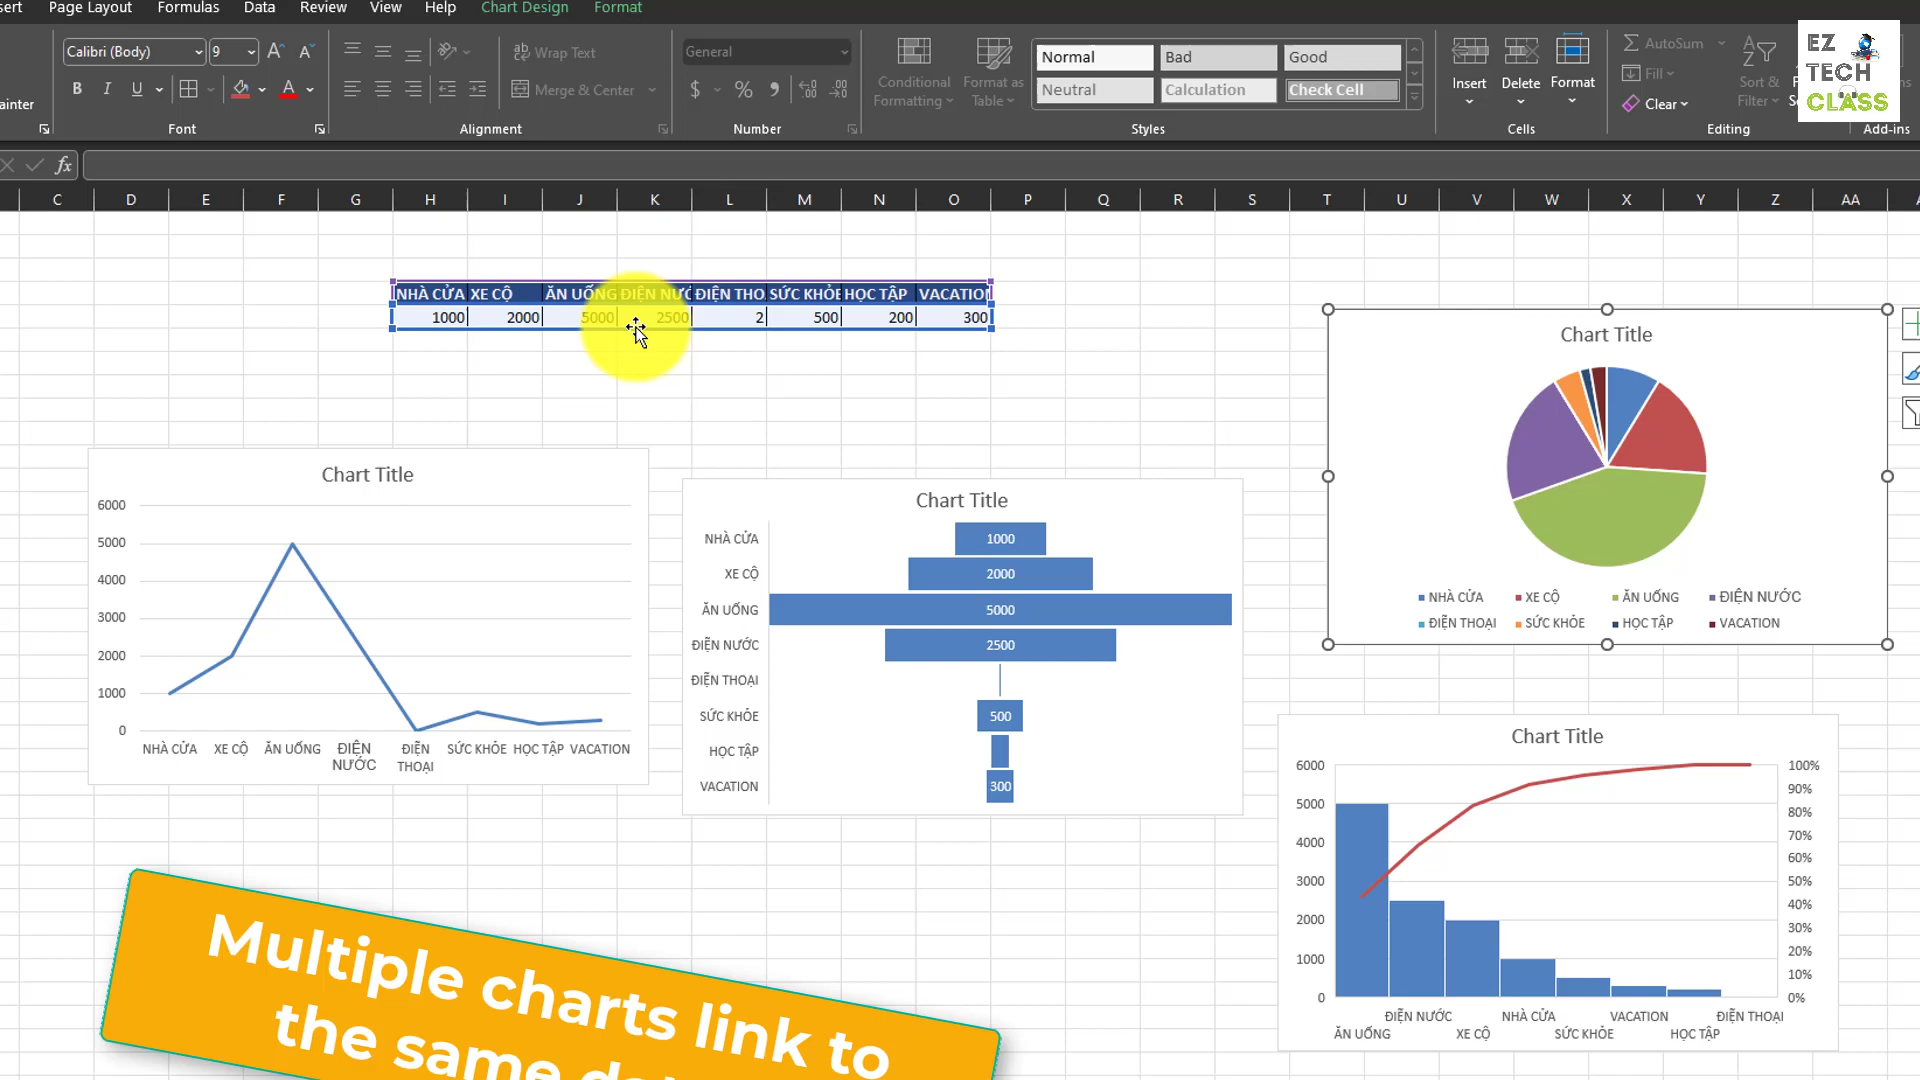 sert Page Layout Formulas Data Review View Help Chart Design Format
Calibri (Body) 9 A A ab Wrap Text General Normal Bad Good AutoSum
EZ
TECH
CLASS
B I U A Merge & Center $ % Neutral Calculation Check Cell
Conditional
Formatting
Format as
Table
Insert Delete Format
Fill
Clear
Sort &
Filter
ainter
Font Alignment Number Styles Cells Editing Add-ins
fx
C D E F G H I J K L M N O P Q R S T U V W X Y Z AA
NHÀ CỬA XE CỘ ĂN UỐNG ĐIỆN NƯỚ ĐIỆN THO SỨC KHỎE HỌC TẬP VACATION
1000 2000 5000 2500 2 500 200 300
Chart Title
6000
5000
4000
3000
2000
1000
0
NHÀ CỬA XE CỘ ĂN UỐNG ĐIỆN NƯỚC ĐIỆN THOẠI SỨC KHỎE HỌC TẬP VACATION
Chart Title
NHÀ CỬA 1000
XE CỘ 2000
ĂN UỐNG 5000
ĐIỆN NƯỚC 2500
ĐIỆN THOẠI
SỨC KHỎE 500
HỌC TẬP
VACATION 300
Chart Title
NHÀ CỬA XE CỘ ĂN UỐNG ĐIỆN NƯỚC
ĐIỆN THOẠI SỨC KHỎE HỌC TẬP VACATION
Chart Title
6000
5000
4000
3000
2000
1000
0
100%
90%
80%
70%
60%
50%
40%
30%
20%
10%
0%
ĐIỆN NƯỚC NHÀ CỬA VACATION ĐIỆN THOẠI
ĂN UỐNG XE CỘ SỨC KHỎE HỌC TẬP
Multiple charts link to
the same